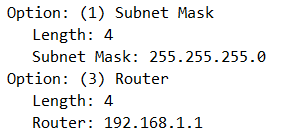 Option: (1) Subnet Mask
Length: 4
Subnet Mask: 255.255.255.0
Option: (3) Router
Length: 4
Router: 192.168.1.1